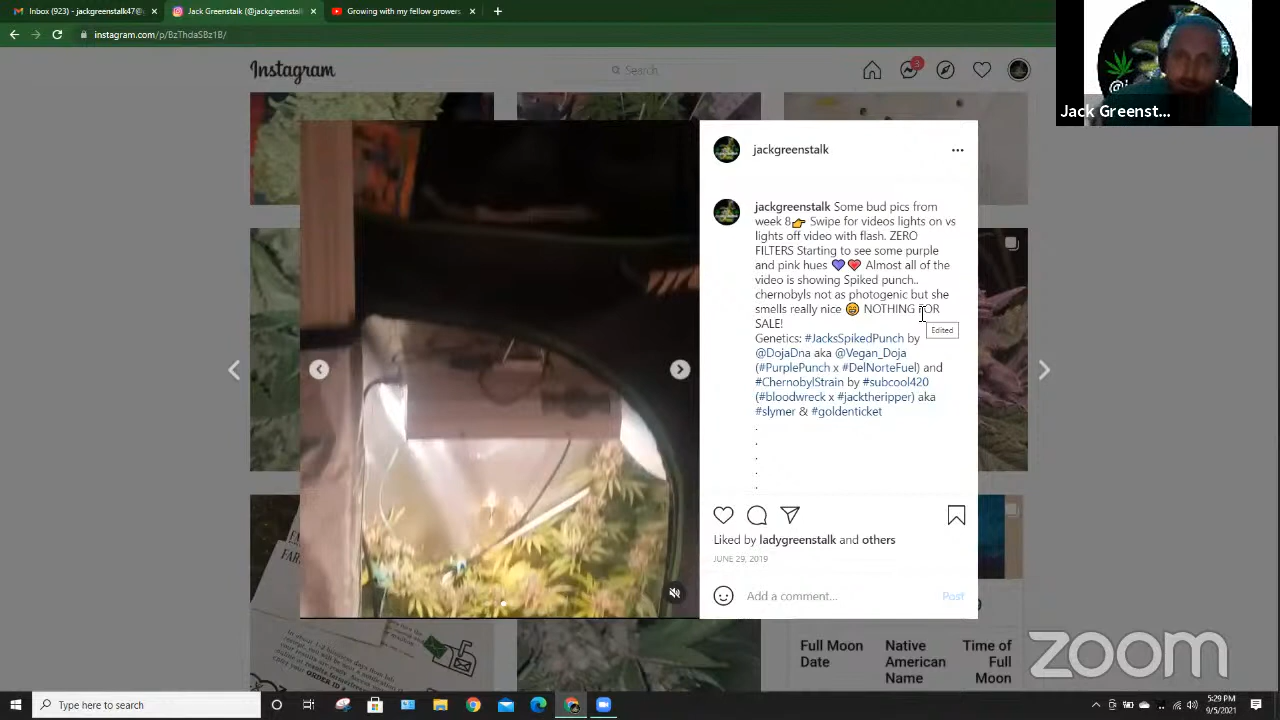 Inbox (923) - jackgreenstalk47@
Jack Greenstalk (@jackgreenstalk
Growing with my fellow growers
instagram.com/p/BzThdaSBz1B/
Instagram
Search
3
Jack Greenst...
jackgreenstalk
jackgreenstalk Some bud pics from
week 8👉 Swipe for videos lights on vs
lights off video with flash. ZERO
FILTERS Starting to see some purple
and pink hues 💜❤️ Almost all of the
video is showing Spiked punch..
chernobyls not as photogenic but she
smells really nice 😄 NOTHING FOR
SALE!
Edited
Genetics: #JacksSpikedPunch by
@DojaDna aka @Vegan_Doja
(#PurplePunch x #DelNorteFuel) and
#ChernobylStrain by #subcool420
(#bloodwreck x #jacktheripper) aka
#slymer & #goldenticket
.
.
.
.
.
Liked by ladygreenstalk and others
JUNE 29, 2019
Add a comment...
Post
ORDER ID
Full Moon
Date
Native
American
Name
Time of
Full
Moon
zoom
Type here to search
5:29 PM
9/5/2021